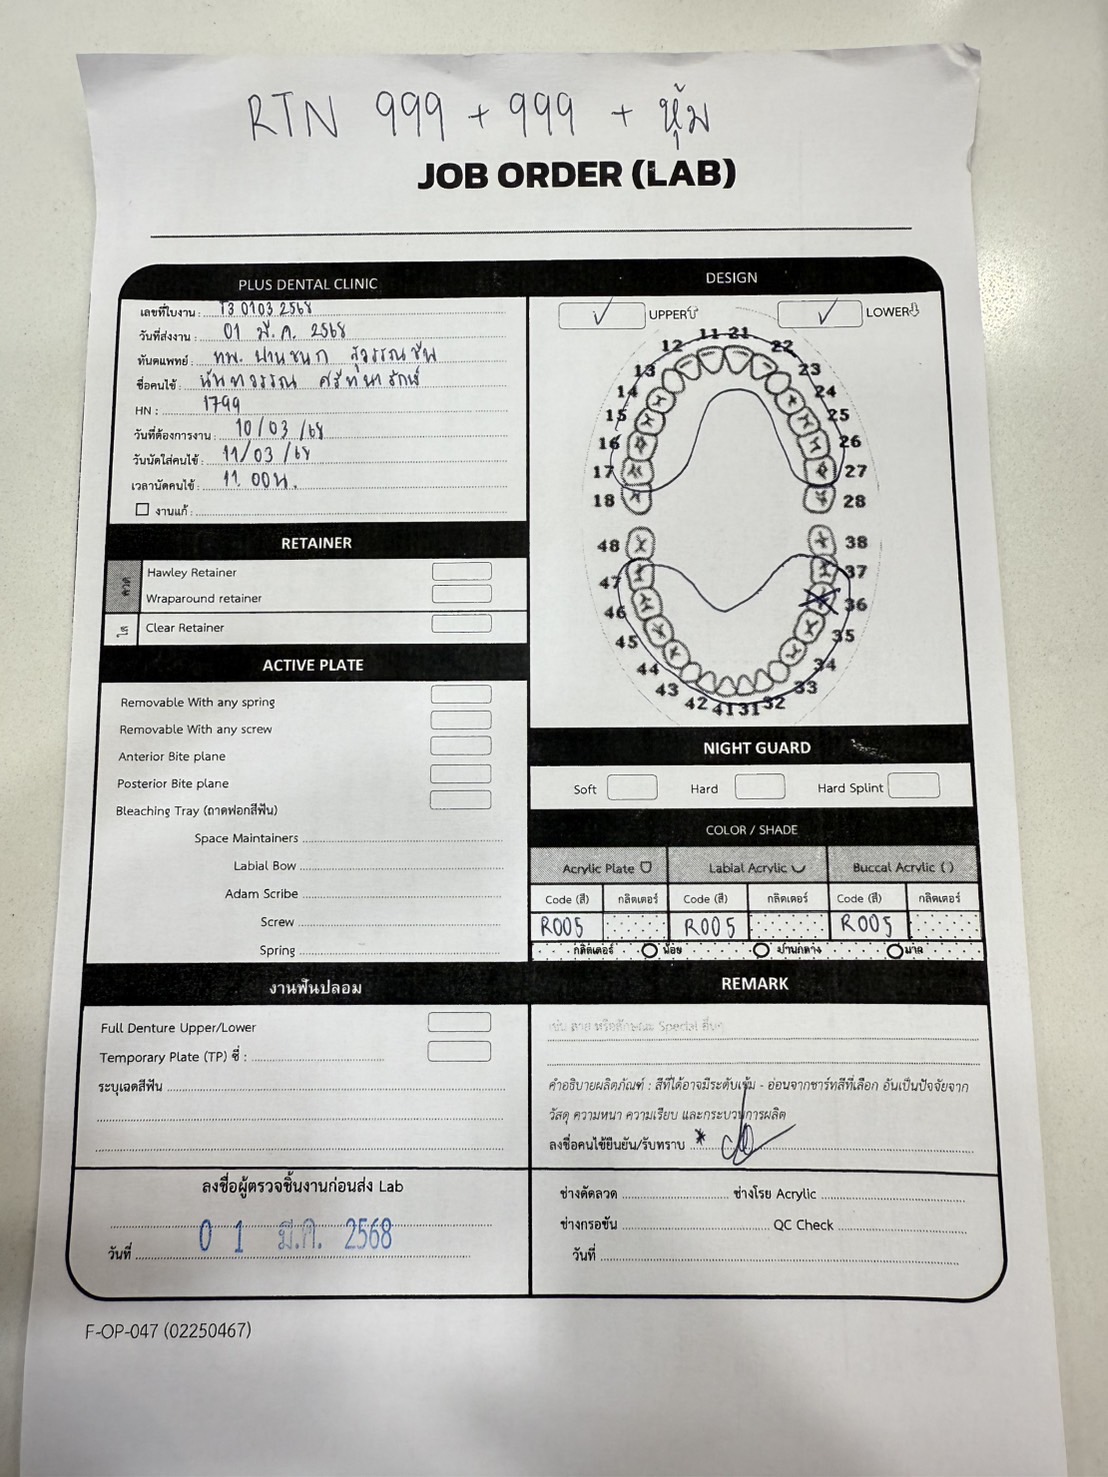 RTN 999 + 999 + หุ้ม
JOB ORDER (LAB)
PLUS DENTAL CLINIC
เลขที่ใบงาน : T3 0103 2568
วันที่ส่งงาน : 01 มี.ค. 2568
ทันตแพทย์ : ทพ. ปานชนก สุวรรณชีพ
ชื่อคนไข้ : นันทวรรณ
HN : 1799
วันที่ต้องการงาน : 10/03 /68
วันนัดใส่คนไข้ : 11/03 /68
เวลานัดคนไข้ : 11.00น.
งานแก้ :
DESIGN
UPPER
LOWER
11 21
12 22
13 23
14 24
15 25
16 26
17 27
18 28
48 38
47 37
46 36
45 35
44 34
43 33
42 41 31 32
RETAINER
ลวด
Hawley Retainer
Wraparound retainer
ใส
Clear Retainer
ACTIVE PLATE
Removable With any spring
Removable With any screw
Anterior Bite plane
Posterior Bite plane
Bleaching Tray (ถาดฟอกสีฟัน)
Space Maintainers
Labial Bow
Adam Scribe
Screw
Spring
NIGHT GUARD
Soft Hard Hard Splint
COLOR / SHADE
Acrylic Plate Labial Acrylic Buccal Acrylic ( )
Code (สี) กลิตเตอร์ Code (สี) กลิตเตอร์ Code (สี) กลิตเตอร์
R005 R005 R005
กลิตเตอร์ น้อย ปานกลาง มาก
งานฟันปลอม
Full Denture Upper/Lower
Temporary Plate (TP) ซี่ :
ระบุเฉดสีฟัน
REMARK
เช่น ลาย หรือลักษณะ Special อื่นๆ
คำอธิบายผลิตภัณฑ์ : สีที่ได้อาจมีระดับเข้ม - อ่อนจากชาร์ทสีที่เลือก อันเป็นปัจจัยจาก
วัสดุ ความหนา ความเรียบ และกระบวนการผลิต
ลงชื่อคนไข้ยืนยัน/รับทราบ *
ลงชื่อผู้ตรวจชิ้นงานก่อนส่ง Lab
วันที่ 0 1 มี.ค. 2568
ช่างดัดลวด ช่างโรย Acrylic
ช่างกรอขัน QC Check
วันที่
F-OP-047 (02250467)